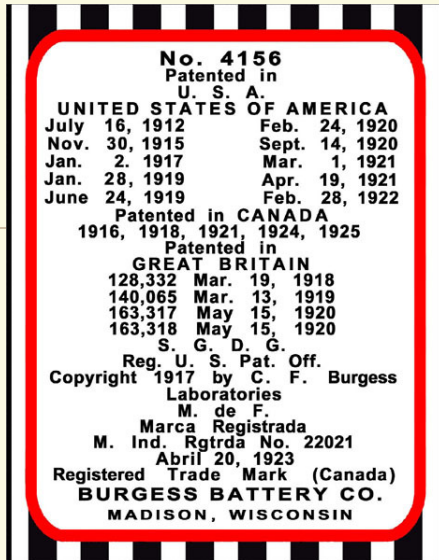 No. 4156
Patented in
U. S. A.
UNITED STATES OF AMERICA
July 16, 1912 Feb. 24, 1920
Nov. 30, 1915 Sept. 14, 1920
Jan. 2. 1917 Mar. 1, 1921
Jan. 28, 1919 Apr. 19, 1921
June 24, 1919 Feb. 28, 1922
Patented in CANADA
1916, 1918, 1921, 1924, 1925
Patented in
GREAT BRITAIN
128,332 Mar. 19, 1918
140,065 Mar. 13, 1919
163,317 May 15, 1920
163,318 May 15, 1920
S. G. D. G.
Reg. U. S. Pat. Off.
Copyright 1917 by C. F. Burgess
Laboratories
M. de F.
Marca Registrada
M. Ind. Rgtrda No. 22021
Abril 20, 1923
Registered Trade Mark (Canada)
BURGESS BATTERY CO.
MADISON, WISCONSIN